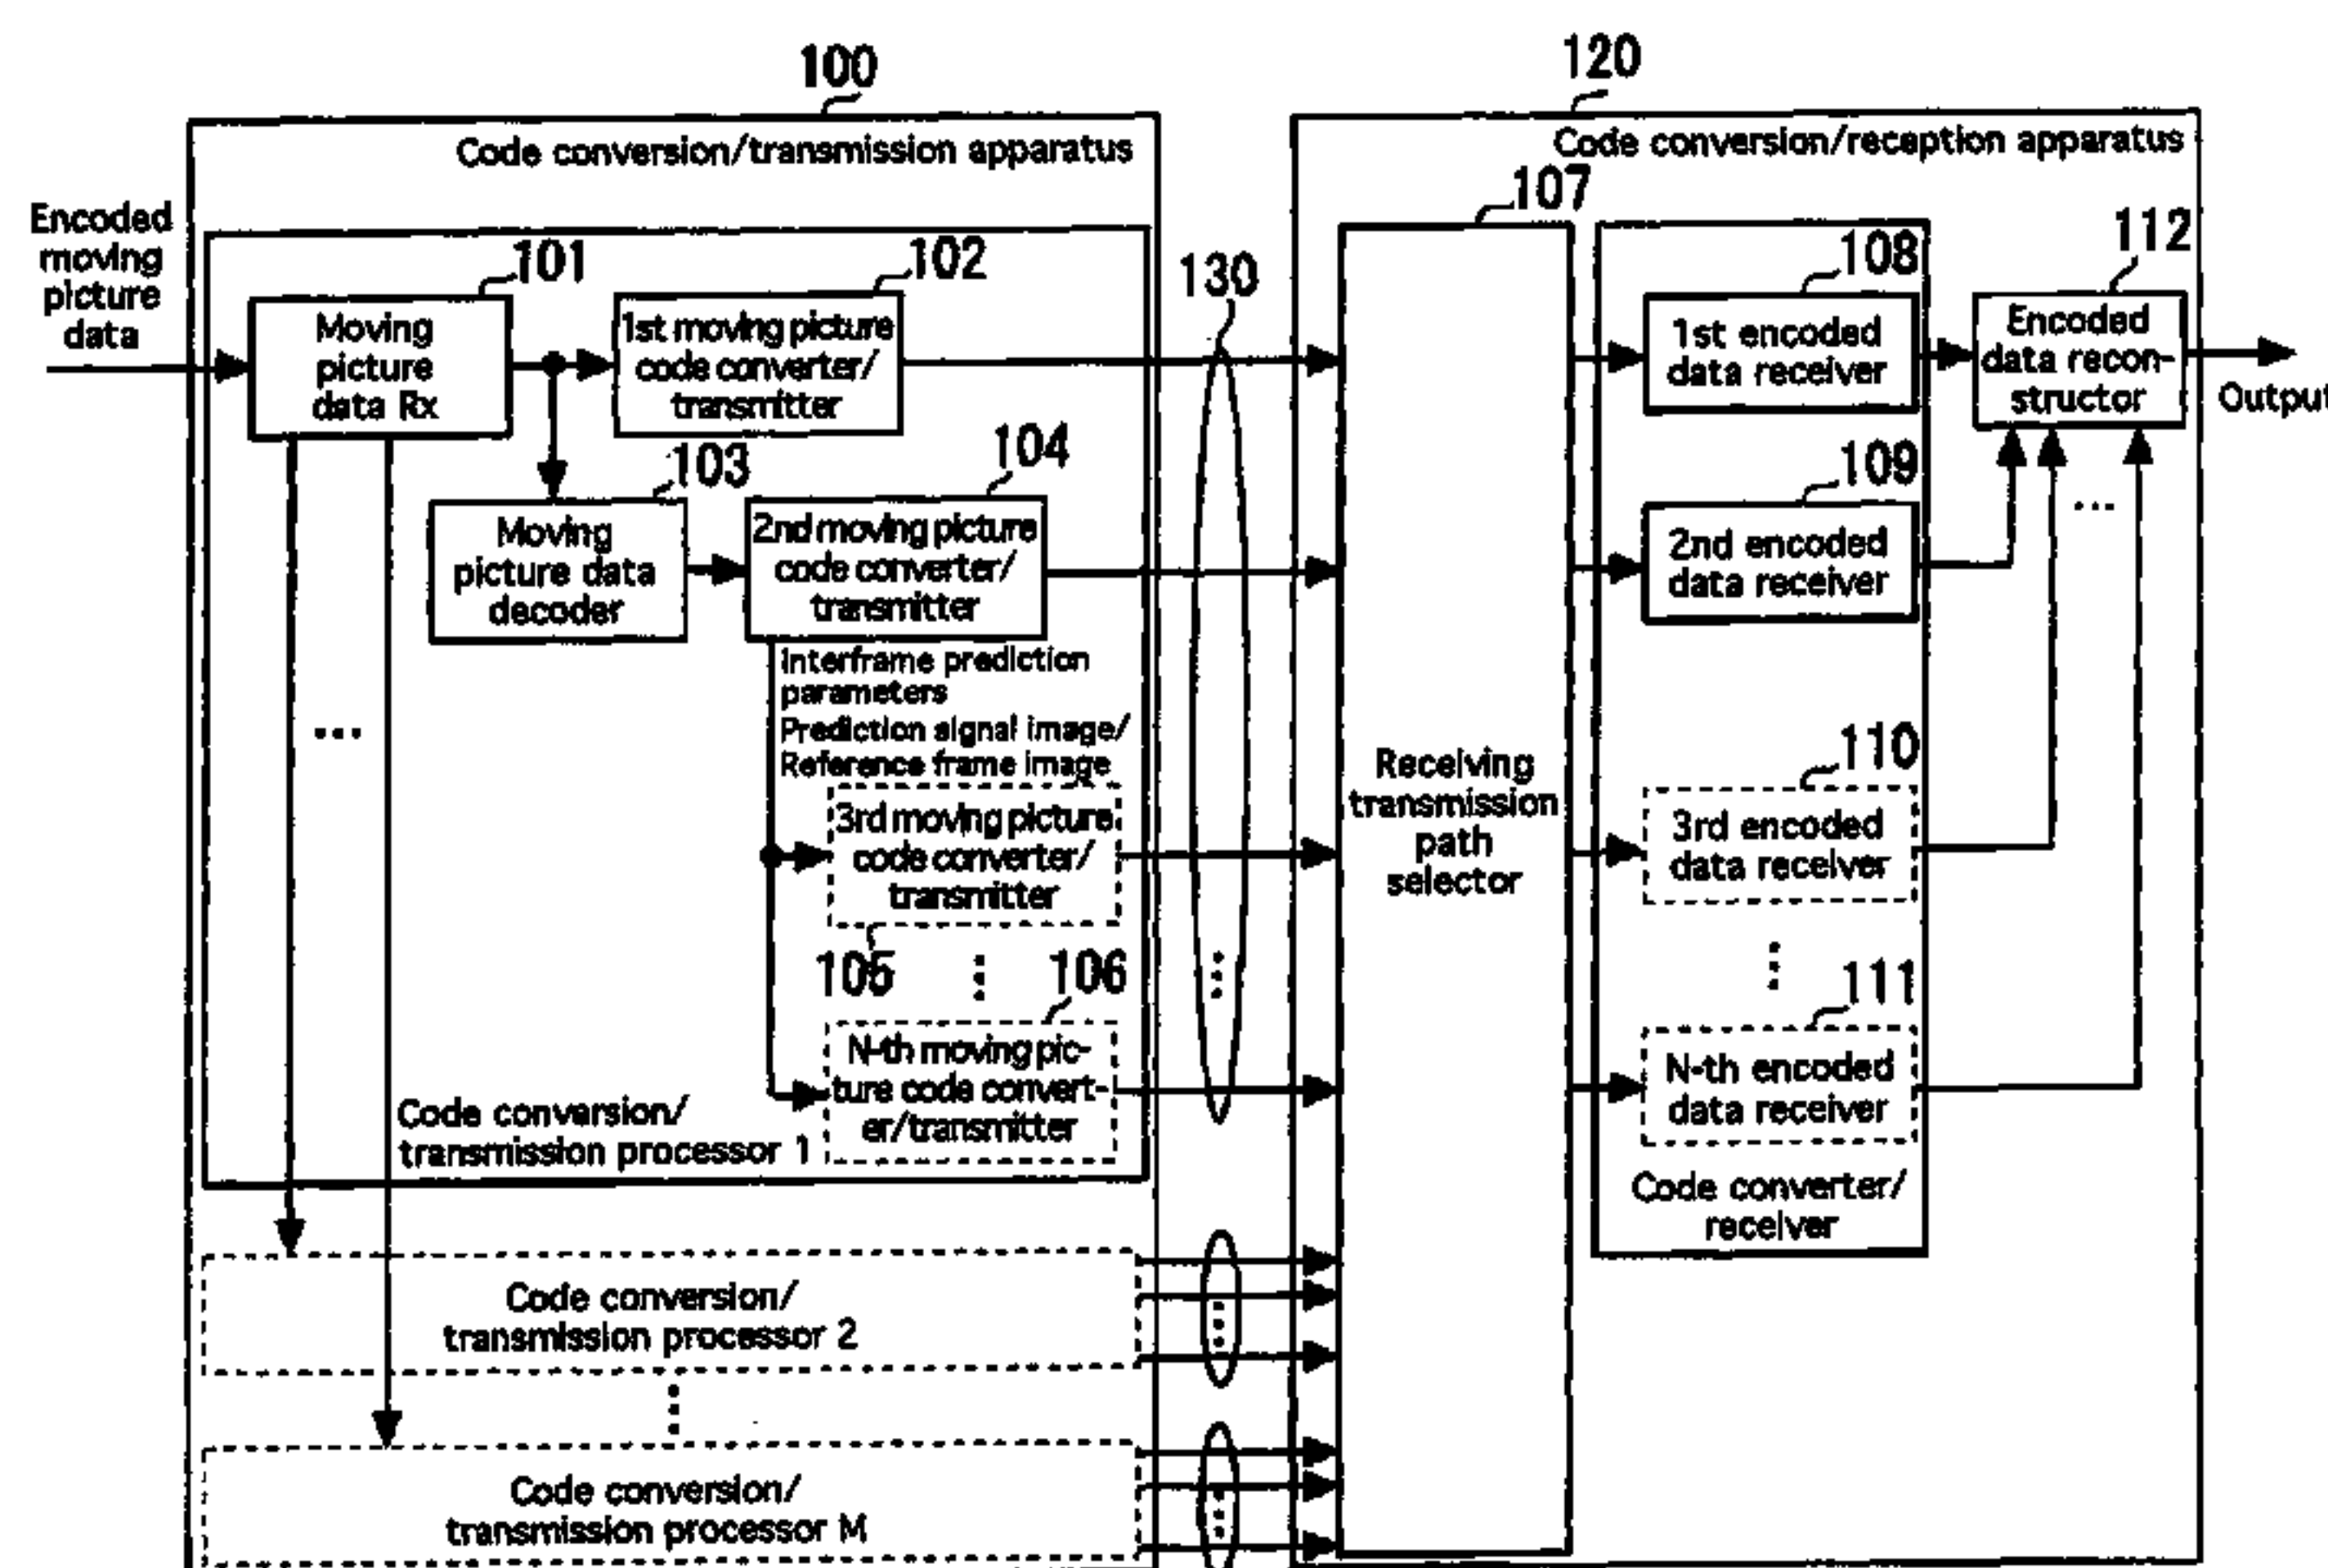 100
120
Code conversion/transmission apparatus
Code conversion/reception apparatus
107
Encoded
moving
picture
data
101
102
130
108
112
Moving
picture
data Rx
1st moving picture
code converter/
transmitter
1st encoded
data receiver
Encoded
data recon-
structor
Output
103
104
109
Moving
picture data
decoder
2nd moving picture
code converter/
transmitter
2nd encoded
data receiver
...
Interframe prediction
parameters
Prediction signal image/
Reference frame image
...
Receiving
transmission
path
selector
110
3rd moving picture
code converter/
transmitter
3rd encoded
data receiver
105
106
111
N-th moving pic-
ture code convert-
er/transmitter
N-th encoded
data receiver
Code conversion/
transmission processor 1
Code converter/
receiver
Code conversion/
transmission processor 2
Code conversion/
transmission processor M